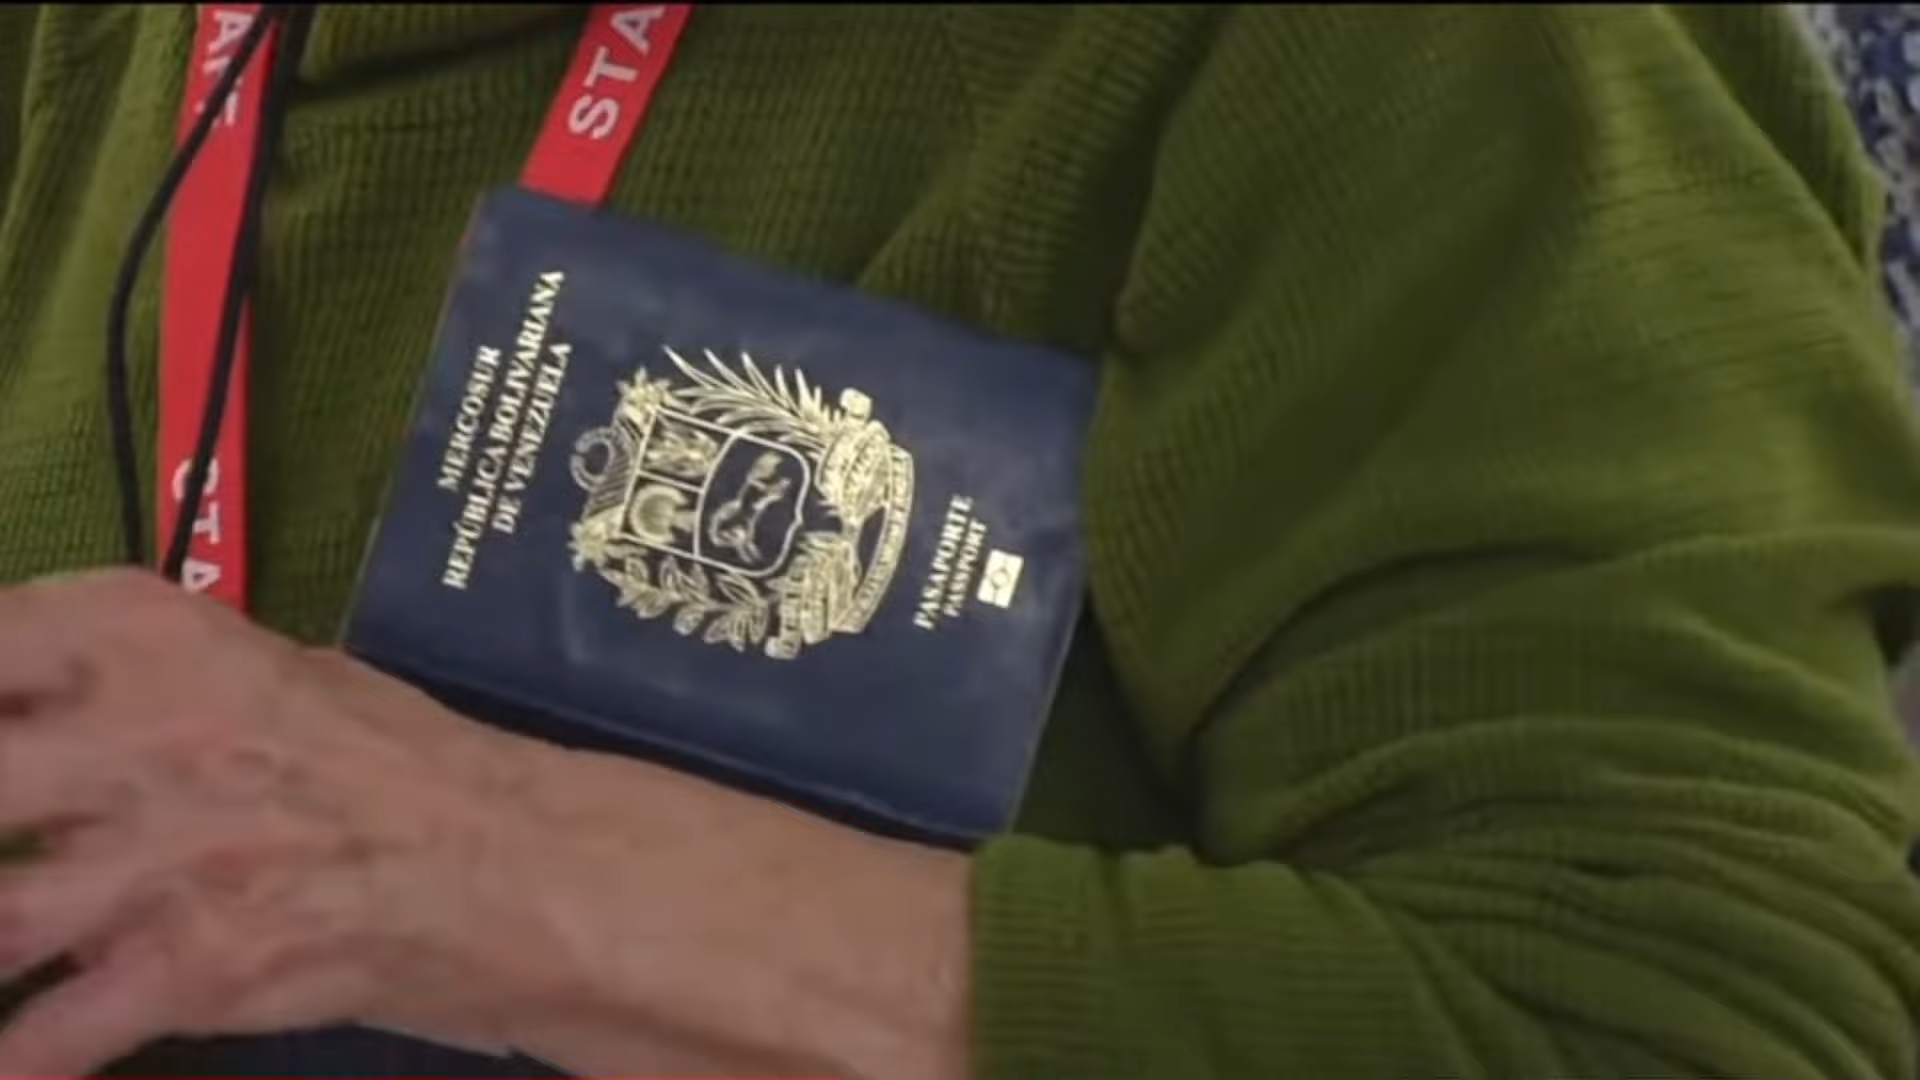 STA
STA
MERCOSUR
REPÚBLICA BOLIVARIANA
DE VENEZUELA
PASAPORTE
PASSPORT